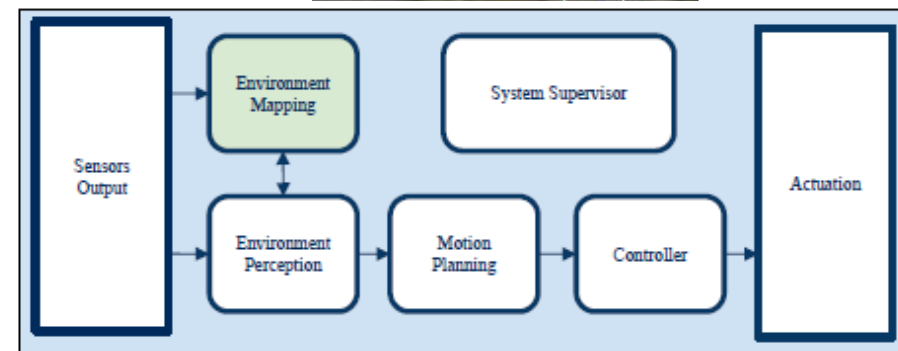 Sensors
Output
Environment
Mapping
System Supervisor
Environment
Perception
Motion
Planning
Controller
Actuation